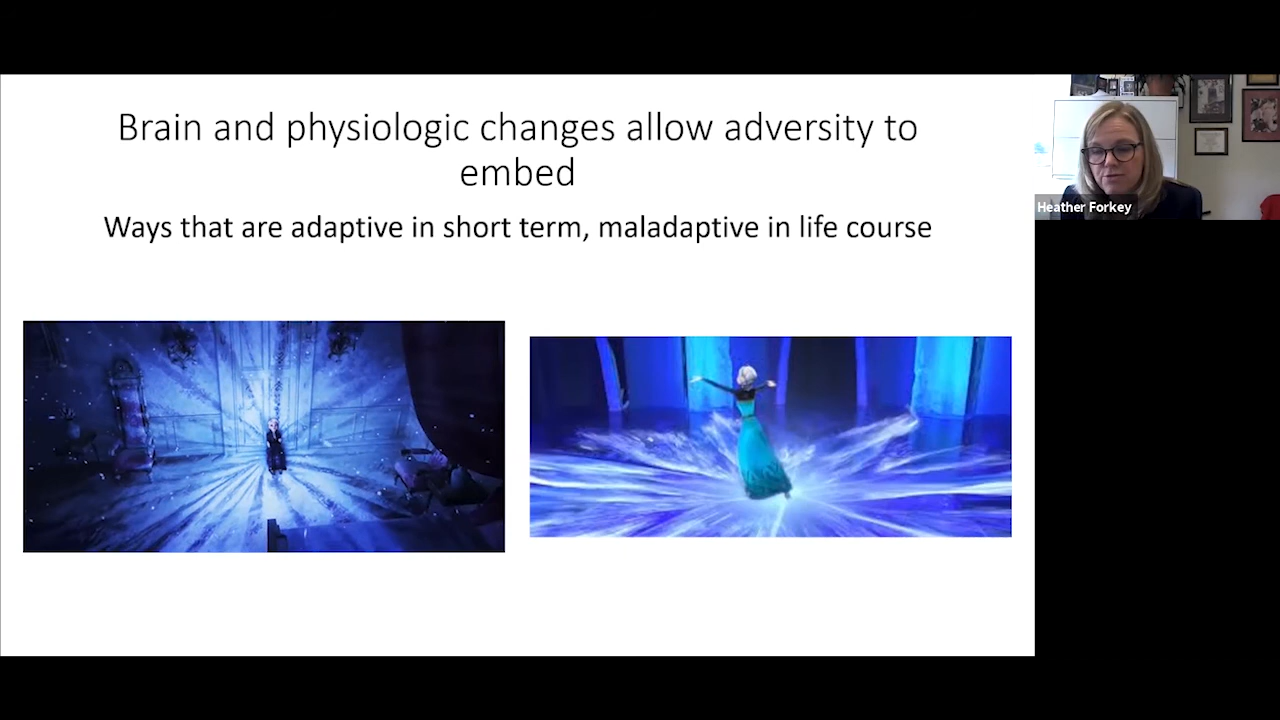 Brain and physiologic changes allow adversity to
embed
Ways that are adaptive in short term, maladaptive in life course
Heather Forkey